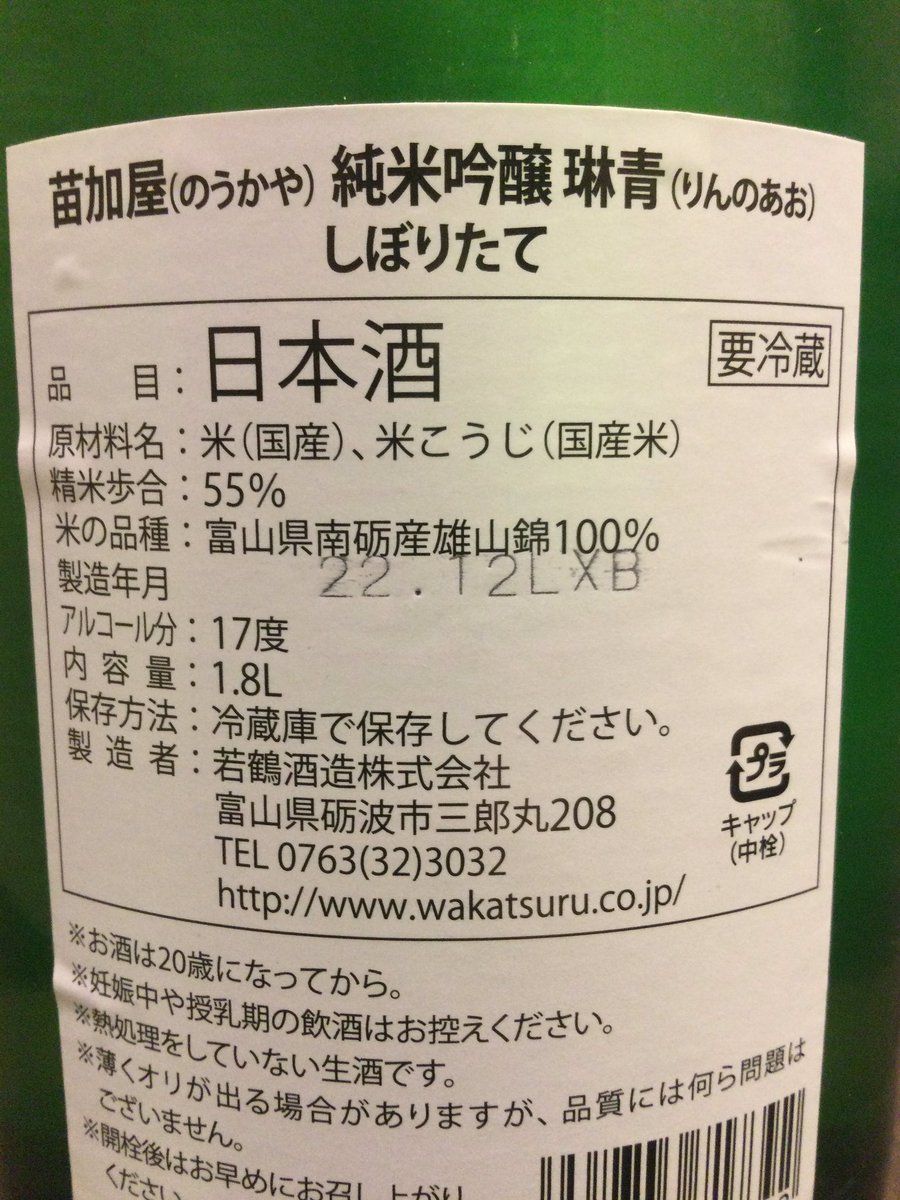 苗加屋(のうかや) 純米吟醸 琳青(りんのあお)
しぼりたて
品目：日本酒
要冷蔵
原材料名：米(国産)、米こうじ(国産米)
精米歩合：55%
米の品種：富山県南砺産雄山錦100%
製造年月 22.12LXB
アルコール分：17度
内容量：1.8L
保存方法：冷蔵庫で保存してください。
製造者：若鶴酒造株式会社
富山県砺波市三郎丸208
TEL 0763(32)3032
http://www.wakatsuru.co.jp/
プラ
キャップ
(中栓)
※お酒は20歳になってから。
※妊娠中や授乳期の飲酒はお控えください。
※熱処理をしていない生酒です。
※薄くオリが出る場合がありますが、品質には何ら問題は
ございません。
※開栓後はお早めにお召し上がり
ください